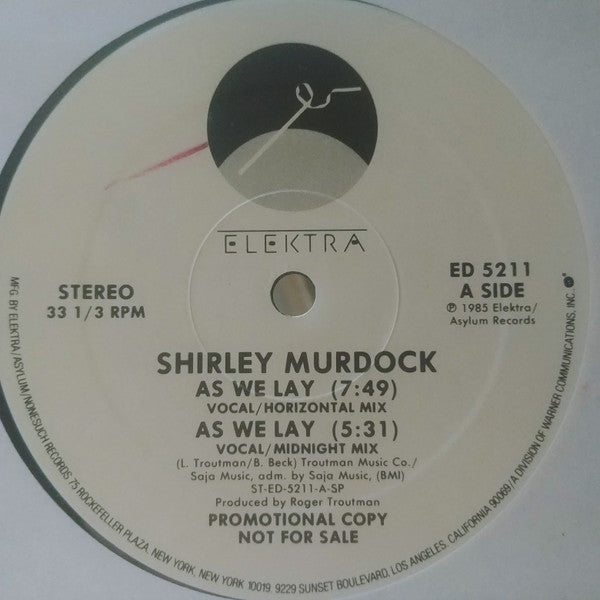 ELEKTRA
STEREO
33 1/3 RPM
ED 5211
A SIDE
℗ 1985 Elektra/
Asylum Records
SHIRLEY MURDOCK
AS WE LAY (7:49)
VOCAL/HORIZONTAL MIX
AS WE LAY (5:31)
VOCAL/MIDNIGHT MIX
(L. Troutman/B. Beck) Troutman Music Co./
Saja Music, adm. by Saja Music, (BMI)
ST-ED-5211-A-SP
Produced by Roger Troutman
PROMOTIONAL COPY
NOT FOR SALE
MFG. BY ELEKTRA/ASYLUM/NONESUCH RECORDS 75 ROCKEFELLER PLAZA, NEW YORK, NEW YORK 10019. 9229 SUNSET BOULEVARD, LOS ANGELES, CALIFORNIA 90069/A DIVISION OF WARNER COMMUNICATIONS, INC.